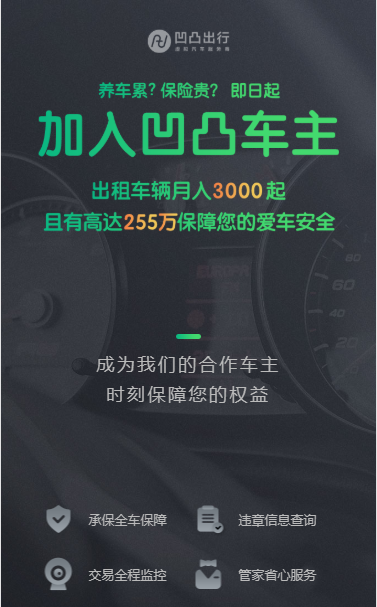 凹凸出行
养车累? 保险贵? 即日起
加入凹凸车主
出租车辆月入3000起
且有高达255万保障您的爱车安全
成为我们的合作车主
时刻保障您的权益
承保全车保障 违章信息查询
交易全程监控 管家省心服务